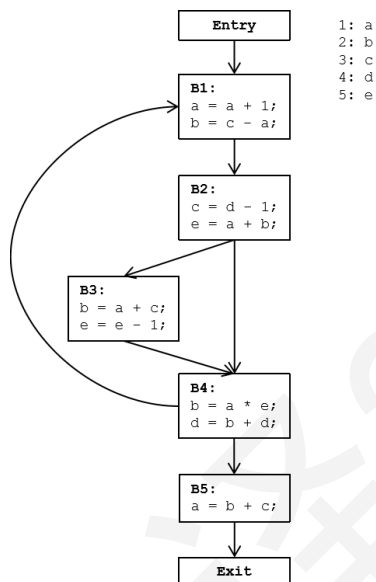 Entry
1: a
2: b
3: c
4: d
5: e
B1:
a = a + 1;
b = c - a;
B2:
c = d - 1;
e = a + b;
B3:
b = a + c;
e = e - 1;
B4:
b = a * e;
d = b + d;
B5:
a = b + c;
Exit